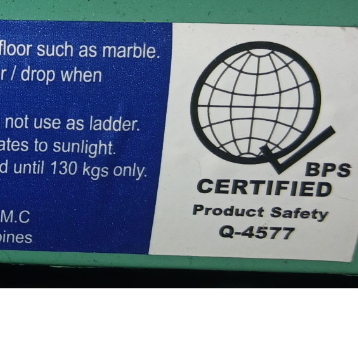 floor such as marble.
r / drop when
not use as ladder.
ates to sunlight.
d until 130 kgs only.
M.C
pines
BPS
CERTIFIED
Product Safety
Q-4577